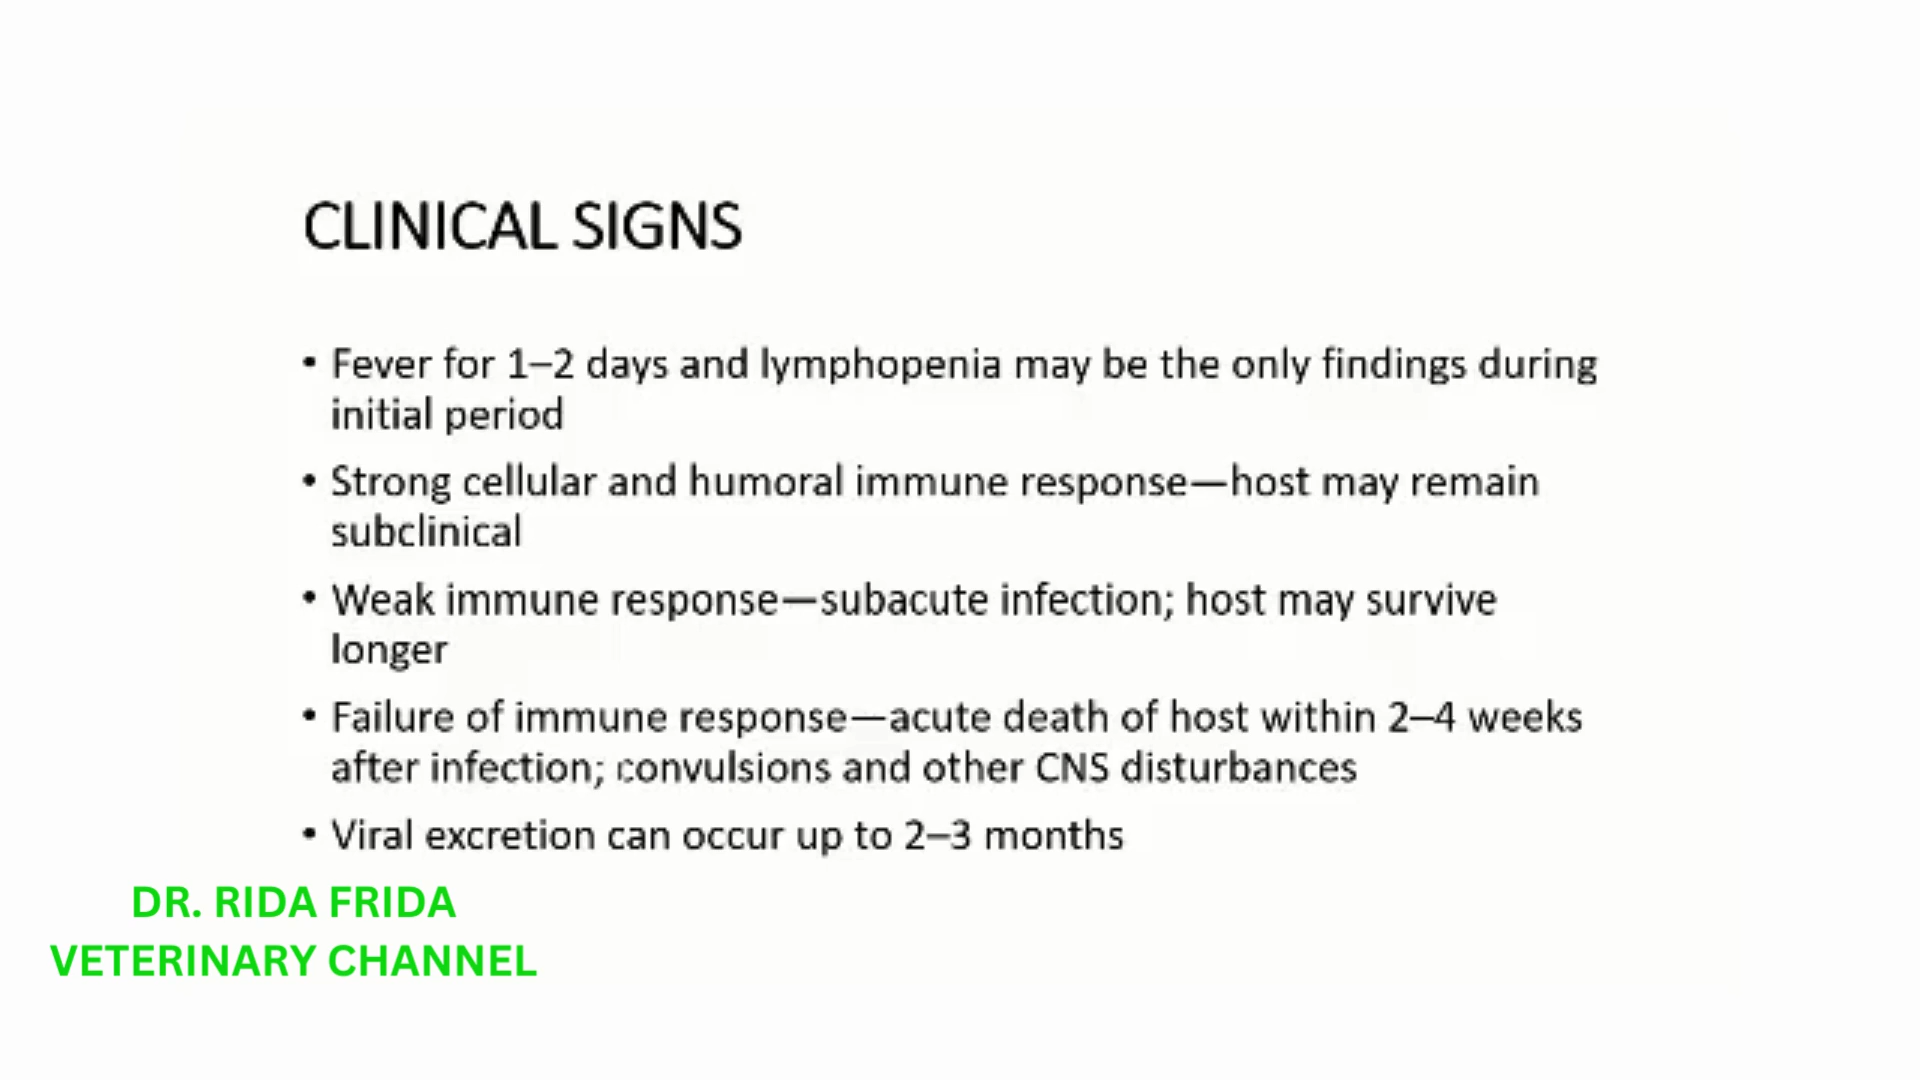 CLINICAL SIGNS
• Fever for 1–2 days and lymphopenia may be the only findings during
initial period
• Strong cellular and humoral immune response—host may remain
subclinical
• Weak immune response—subacute infection; host may survive
longer
• Failure of immune response—acute death of host within 2–4 weeks
after infection; convulsions and other CNS disturbances
• Viral excretion can occur up to 2–3 months
DR. RIDA FRIDA
VETERINARY CHANNEL